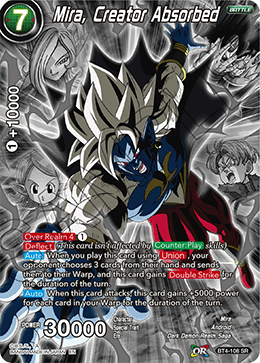 7
Mira, Creator Absorbed
BATTLE
1 +10000
Over Realm 4 1
Deflect (This card isn't affected by Counter:Play skills)
Auto When you play this card using Union, your
opponent chooses 3 cards from their hand and sends
them to their Warp, and this card gains Double Strike for
the duration of the turn.
Auto When this card attacks, this card gains +5000 power
for each card in your Warp for the duration of the turn.
POWER 30000
Character Mira
Special Trait Android
Era Dark Demon Realm Saga
BT4-108 SR